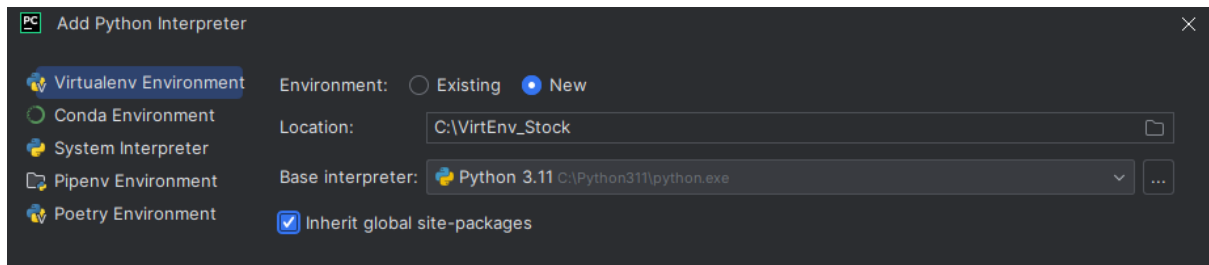 PC Add Python Interpreter
Virtualenv Environment
Conda Environment
System Interpreter
Pipenv Environment
Poetry Environment
Environment: Existing New
Location: C:\VirtEnv_Stock
Base interpreter: Python 3.11 C:\Python311\python.exe ...
Inherit global site-packages